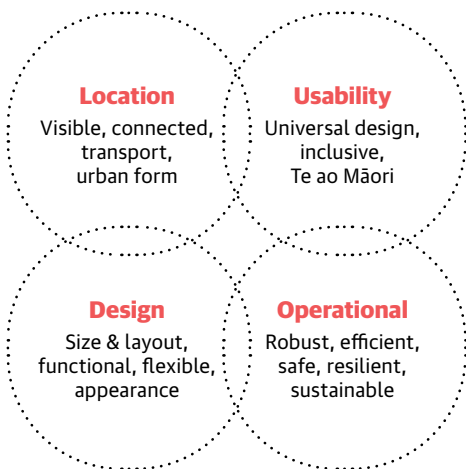 Location
Visible, connected,
transport,
urban form
Usability
Universal design,
inclusive,
Te ao Māori
Design
Size & layout,
functional, flexible,
appearance
Operational
Robust, efficient,
safe, resilient,
sustainable